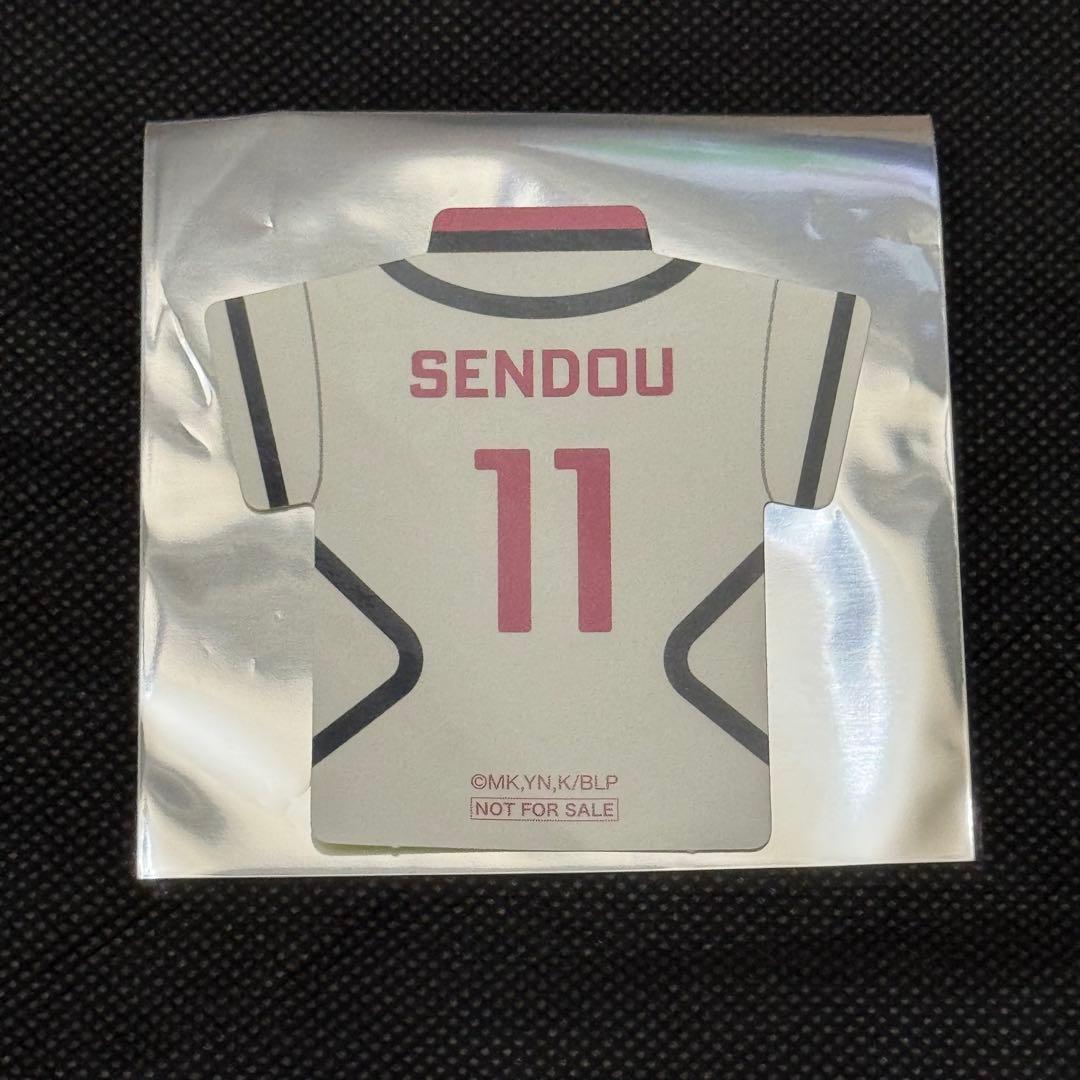 SENDOU
11
©MK,YN,K/BLP
NOT FOR SALE